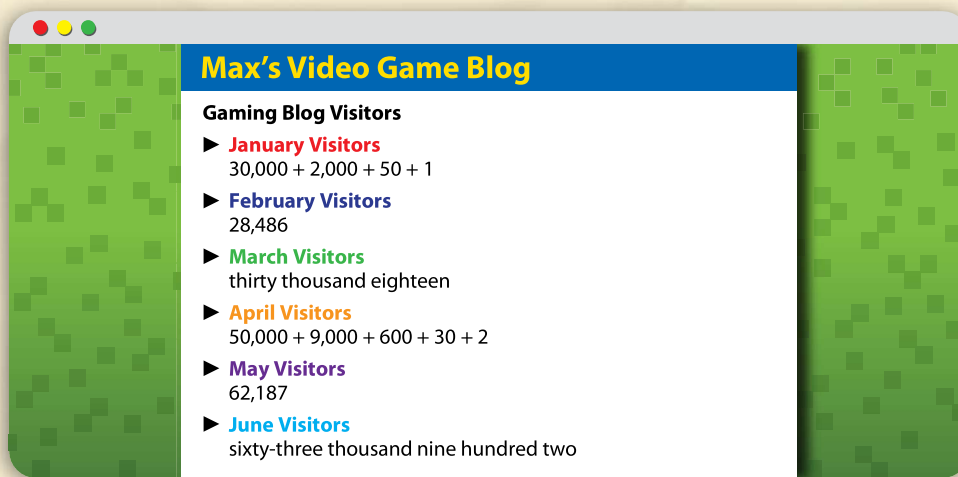 Max's Video Game Blog
Gaming Blog Visitors
► January Visitors
30,000 + 2,000 + 50 + 1
► February Visitors
28,486
► March Visitors
thirty thousand eighteen
► April Visitors
50,000 + 9,000 + 600 + 30 + 2
► May Visitors
62,187
► June Visitors
sixty-three thousand nine hundred two